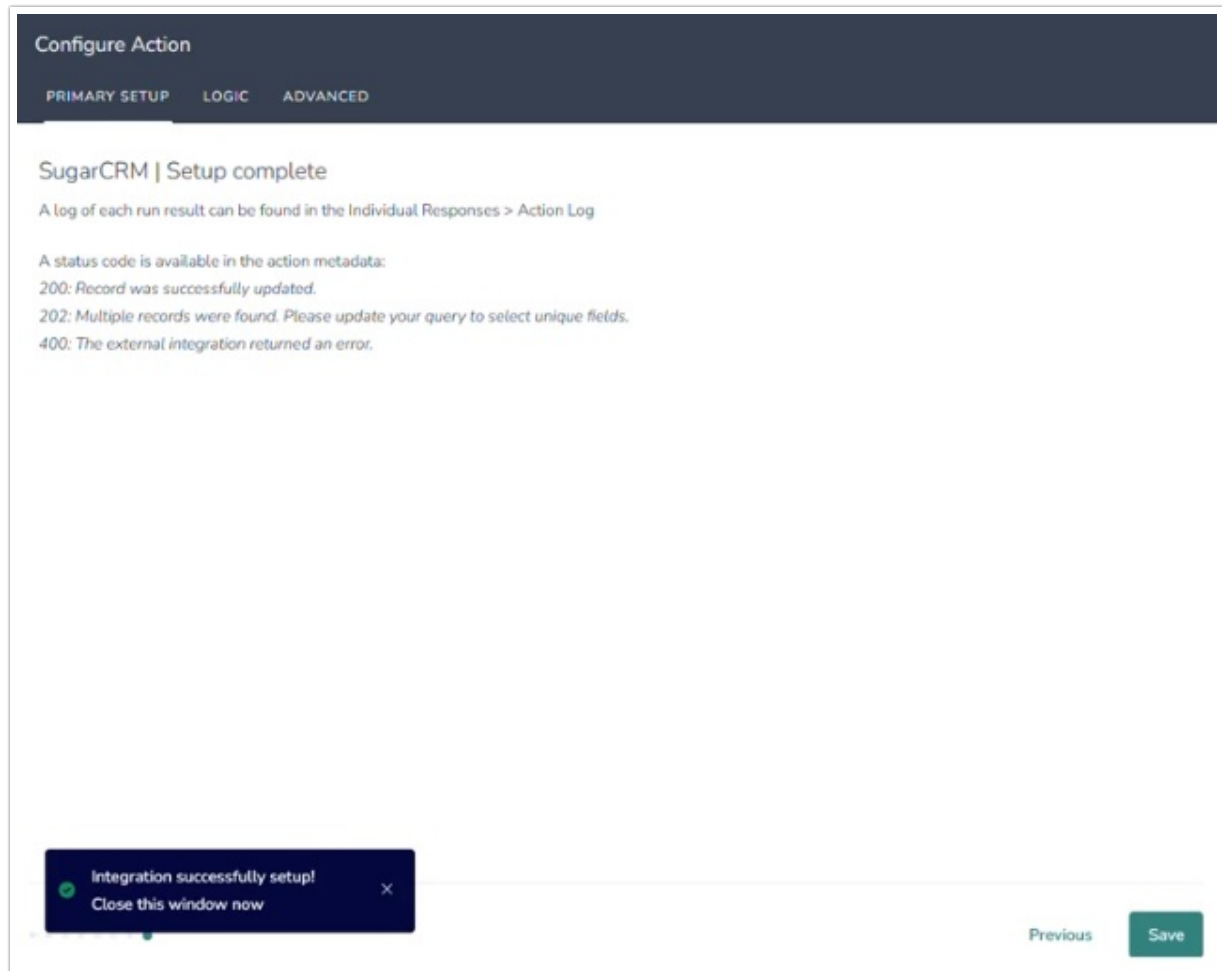 Configure Action
PRIMARY SETUP LOGIC ADVANCED
SugarCRM | Setup complete
A log of each run result can be found in the Individual Responses > Action Log
A status code is available in the action metadata:
200: Record was successfully updated.
202: Multiple records were found. Please update your query to select unique fields.
400: The external integration returned an error.
Integration successfully setup!
Close this window now
Previous Save